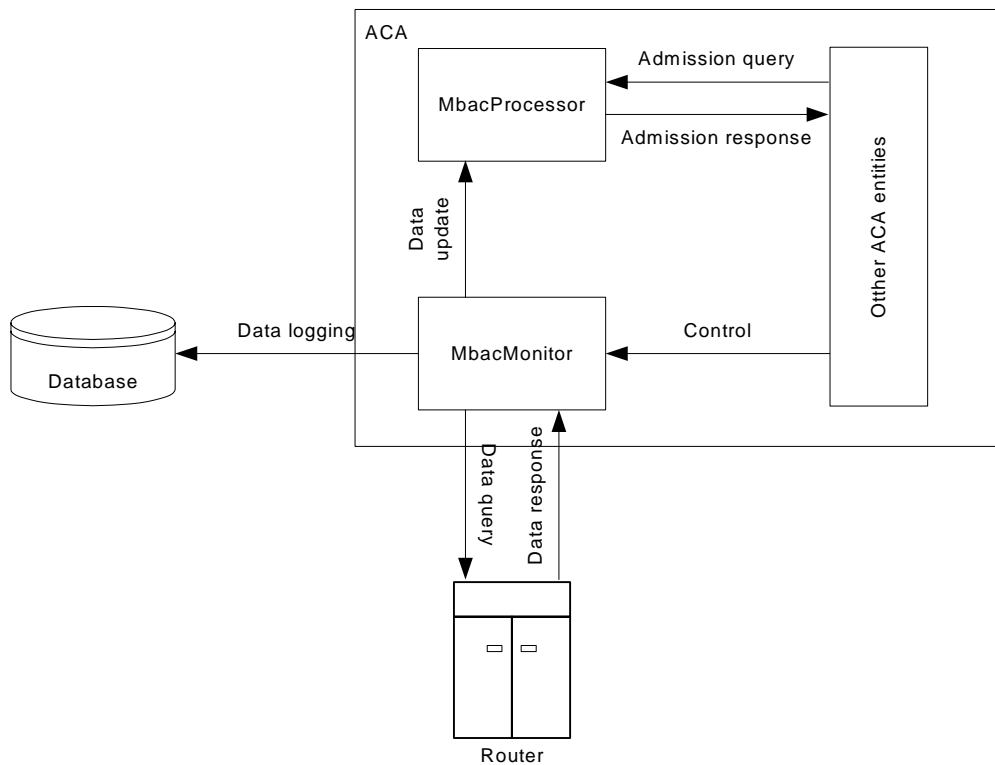 ACA
Admission query
MbacProcessor
Admission response
Data
update
Otther ACA entities
Data logging
MbacMonitor
Control
Database
Data query
Data response
Router